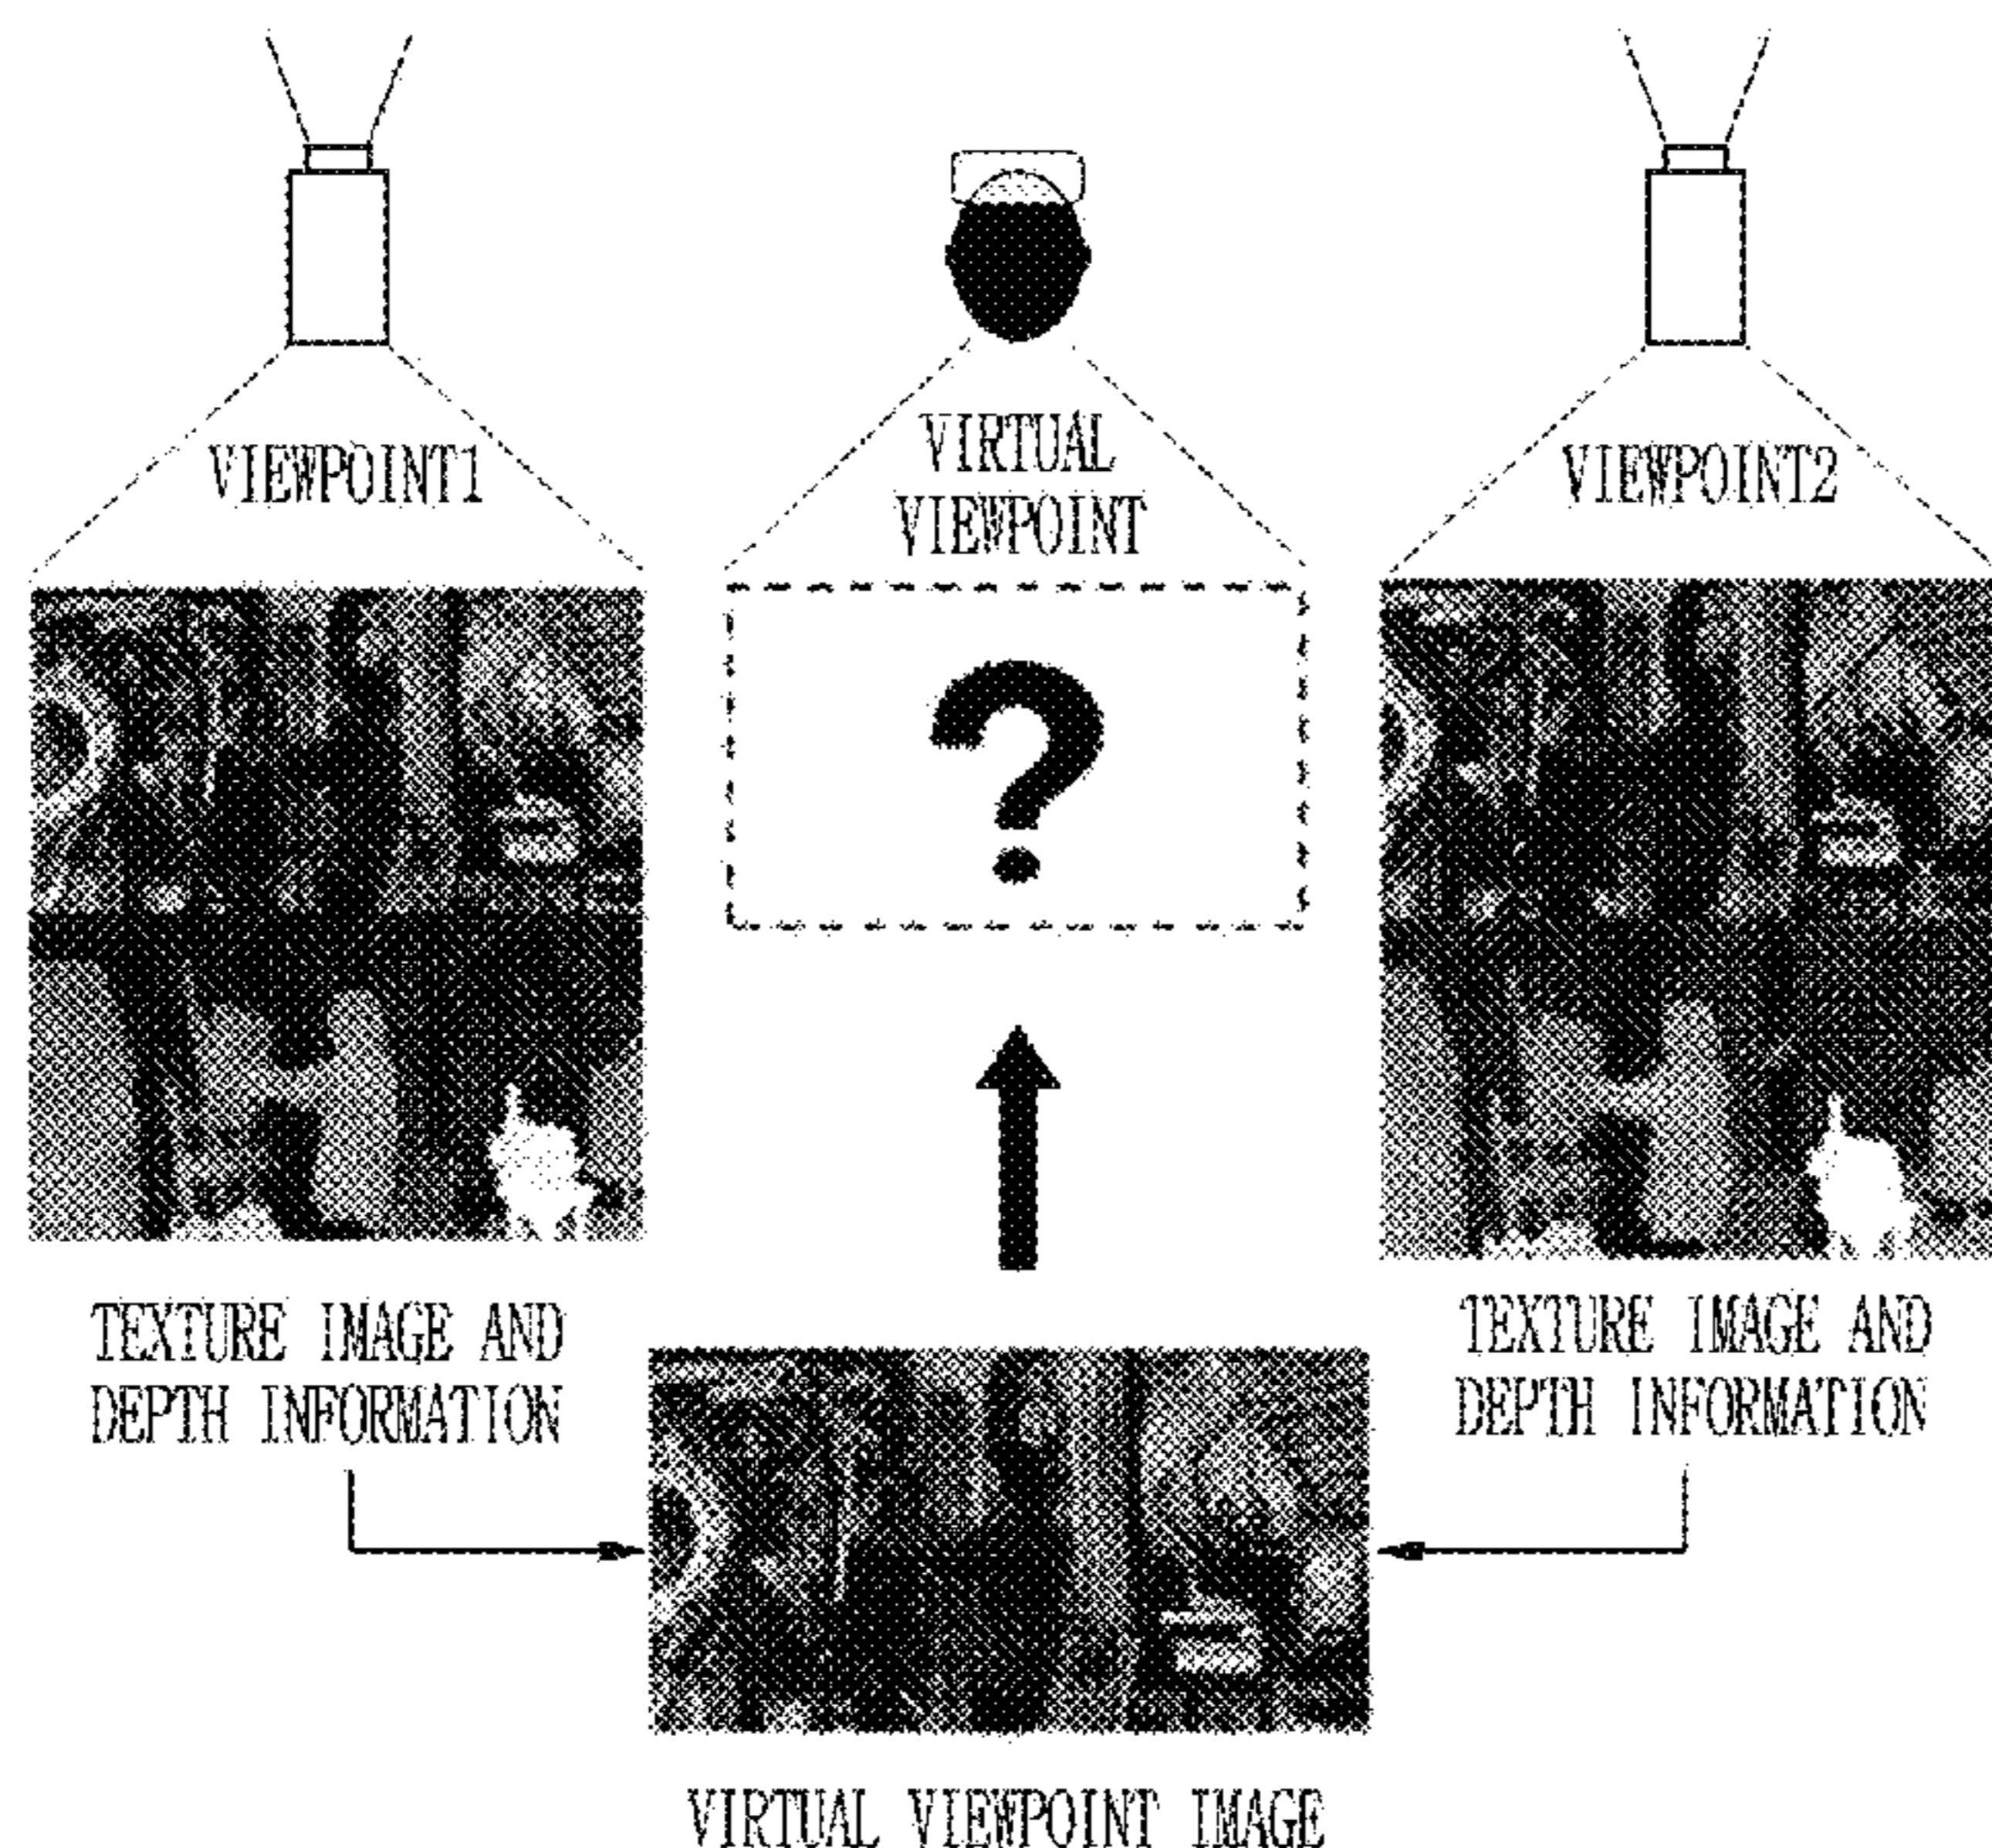 VIEWPOINT1
VIRTUAL
VIEWPOINT
VIEWPOINT2
?
TEXTURE IMAGE AND
DEPTH INFORMATION
TEXTURE IMAGE AND
DEPTH INFORMATION
VIRTUAL VIEWPOINT IMAGE